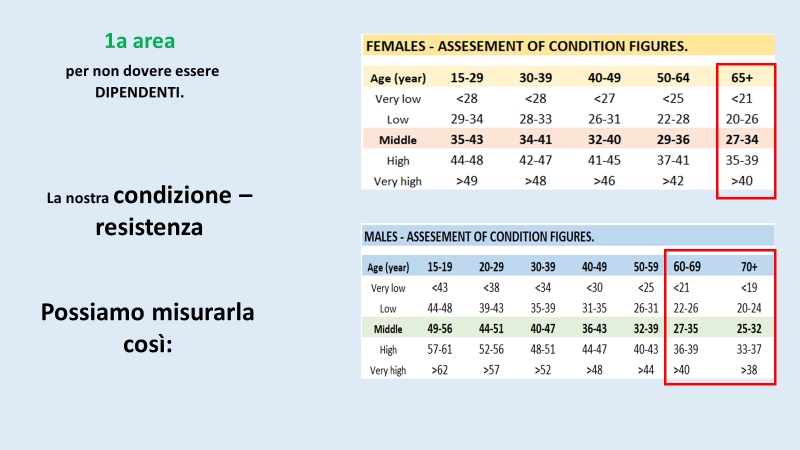 1a area
per non dovere essere
DIPENDENTI.
La nostra condizione –
resistenza
Possiamo misurarla
così:
FEMALES - ASSESEMENT OF CONDITION FIGURES.
Age (year) 15-29 30-39 40-49 50-64 65+
Very low <28 <28 <27 <25 <21
Low 29-34 28-33 26-31 22-28 20-26
Middle 35-43 34-41 32-40 29-36 27-34
High 44-48 42-47 41-45 37-41 35-39
Very high >49 >48 >46 >42 >40
MALES - ASSESEMENT OF CONDITION FIGURES.
Age (year) 15-19 20-29 30-39 40-49 50-59 60-69 70+
Very low <43 <38 <34 <30 <25 <21 <19
Low 44-48 39-43 35-39 31-35 26-31 22-26 20-24
Middle 49-56 44-51 40-47 36-43 32-39 27-35 25-32
High 57-61 52-56 48-51 44-47 40-43 36-39 33-37
Very high >62 >57 >52 >48 >44 >40 >38